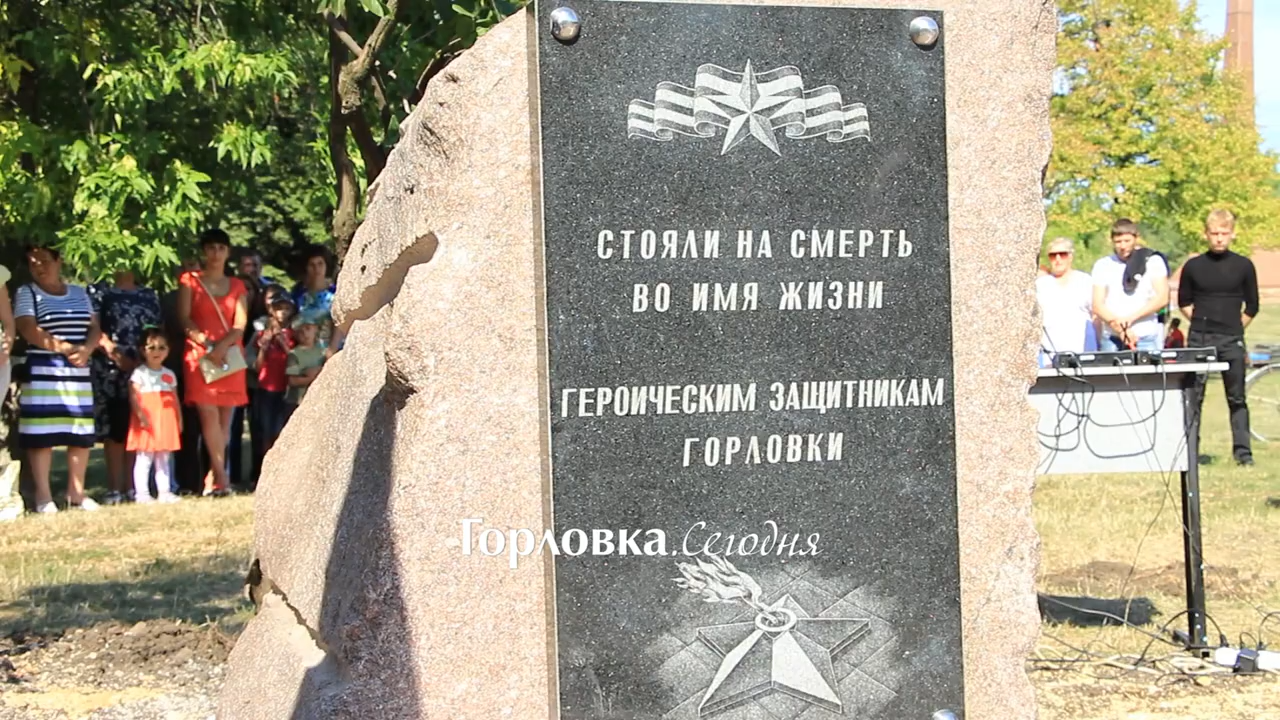 СТОЯЛИ НА СМЕРТЬ
ВО ИМЯ ЖИЗНИ
ГЕРОИЧЕСКИМ ЗАЩИТНИКАМ
ГОРЛОВКИ
Горловка.Сегодня